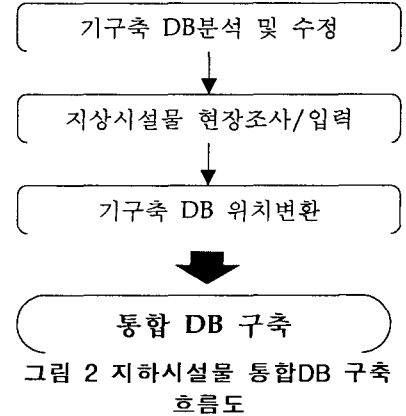 기구축 DB분석 및 수정
지상시설물 현장조사/입력
기구축 DB 위치변환
통합 DB 구축
그림 2 지하시설물 통합DB 구축
흐름도